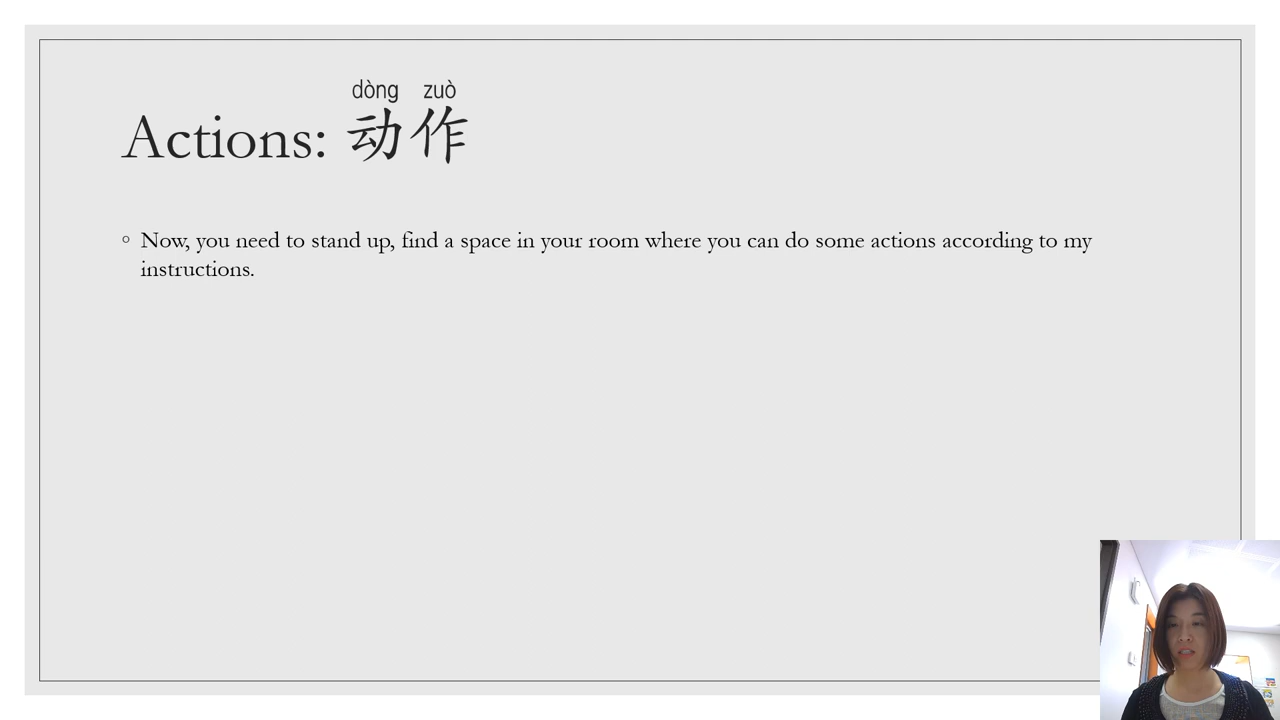 dòng zuò
Actions: 动作
◦ Now, you need to stand up, find a space in your room where you can do some actions according to my
instructions.